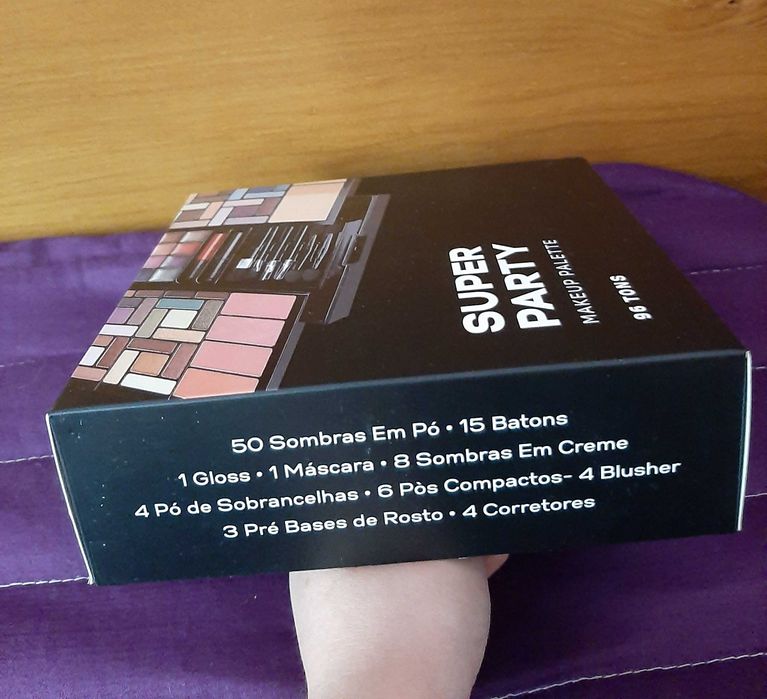 SUPER
PARTY
MAKEUP PALETTE
96 TONS
50 Sombras Em Pó • 15 Batons
1 Gloss • 1 Máscara • 8 Sombras Em Creme
4 Pó de Sobrancelhas • 6 Pòs Compactos- 4 Blusher
3 Pré Bases de Rosto • 4 Corretores